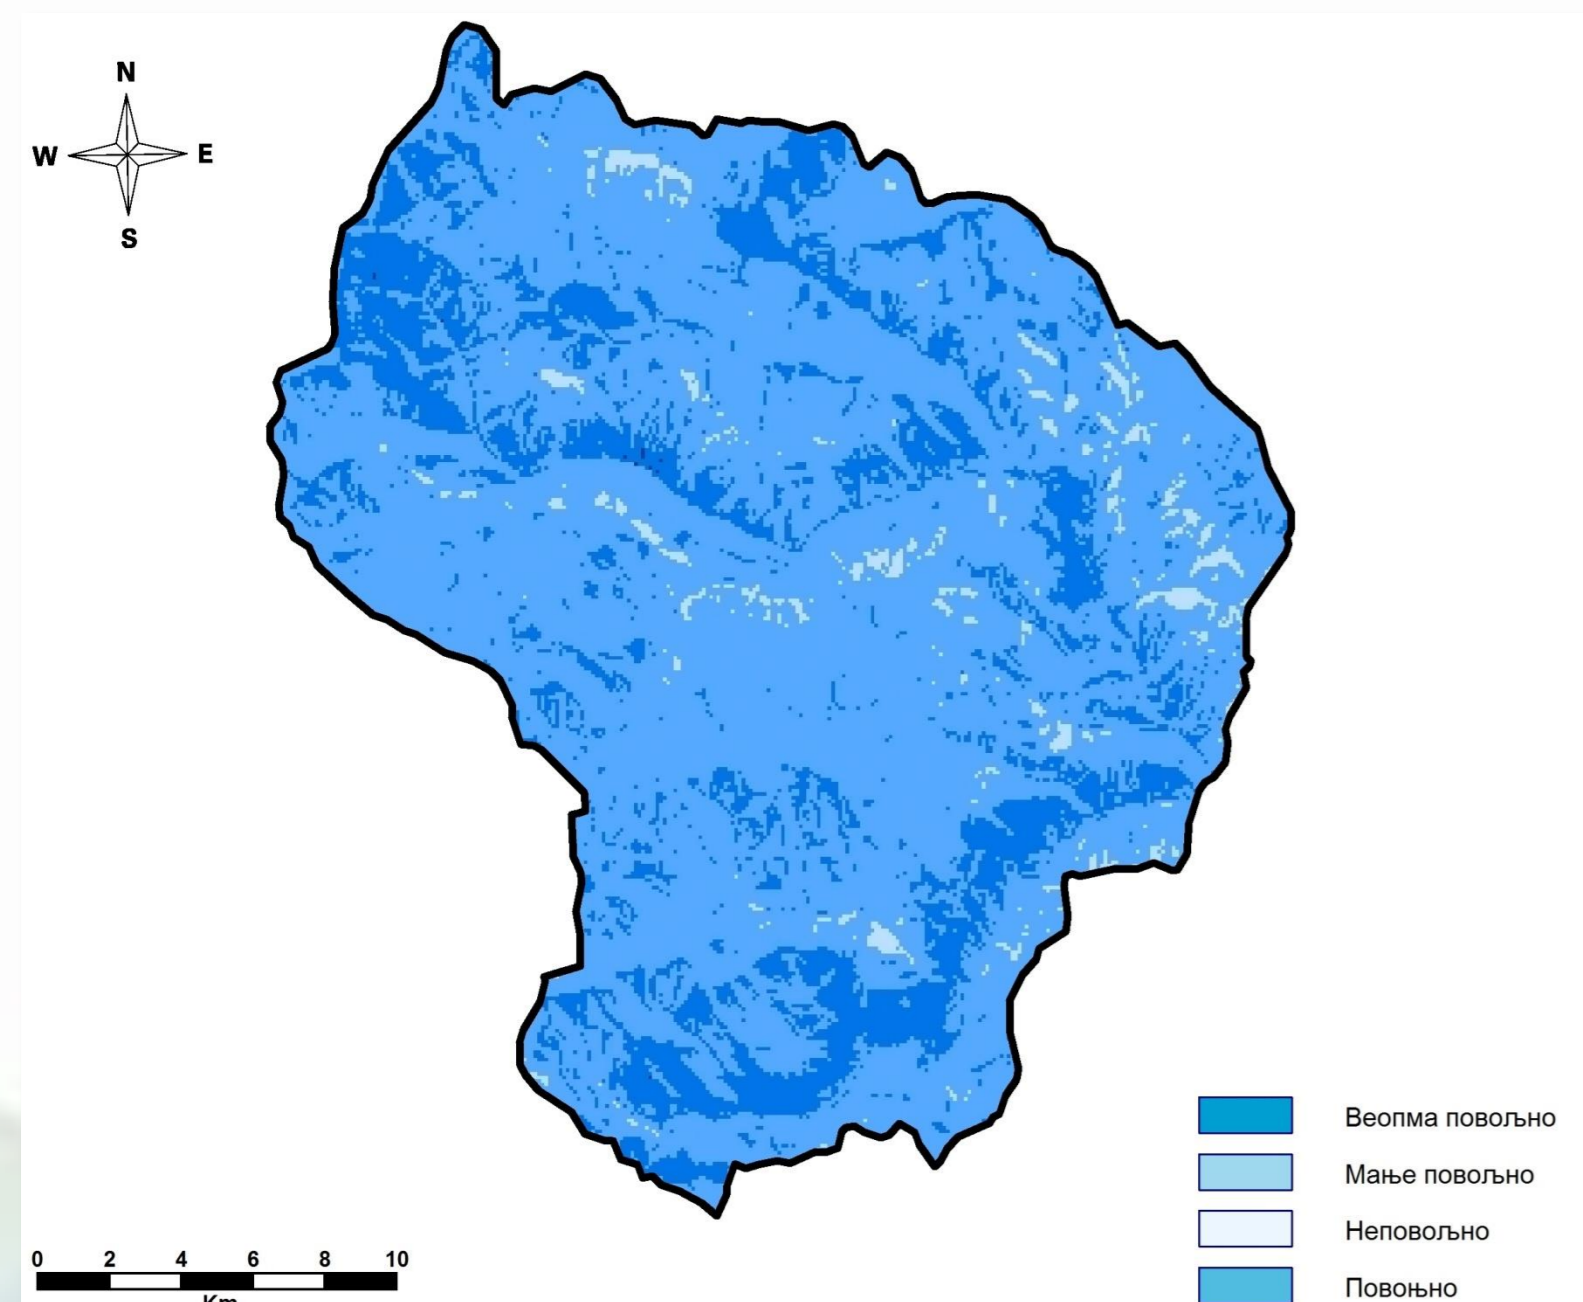 N
W E
S
Веопма повољно
Мање повољно
Неповољно
Повоњно
0 2 4 6 8 10
Km